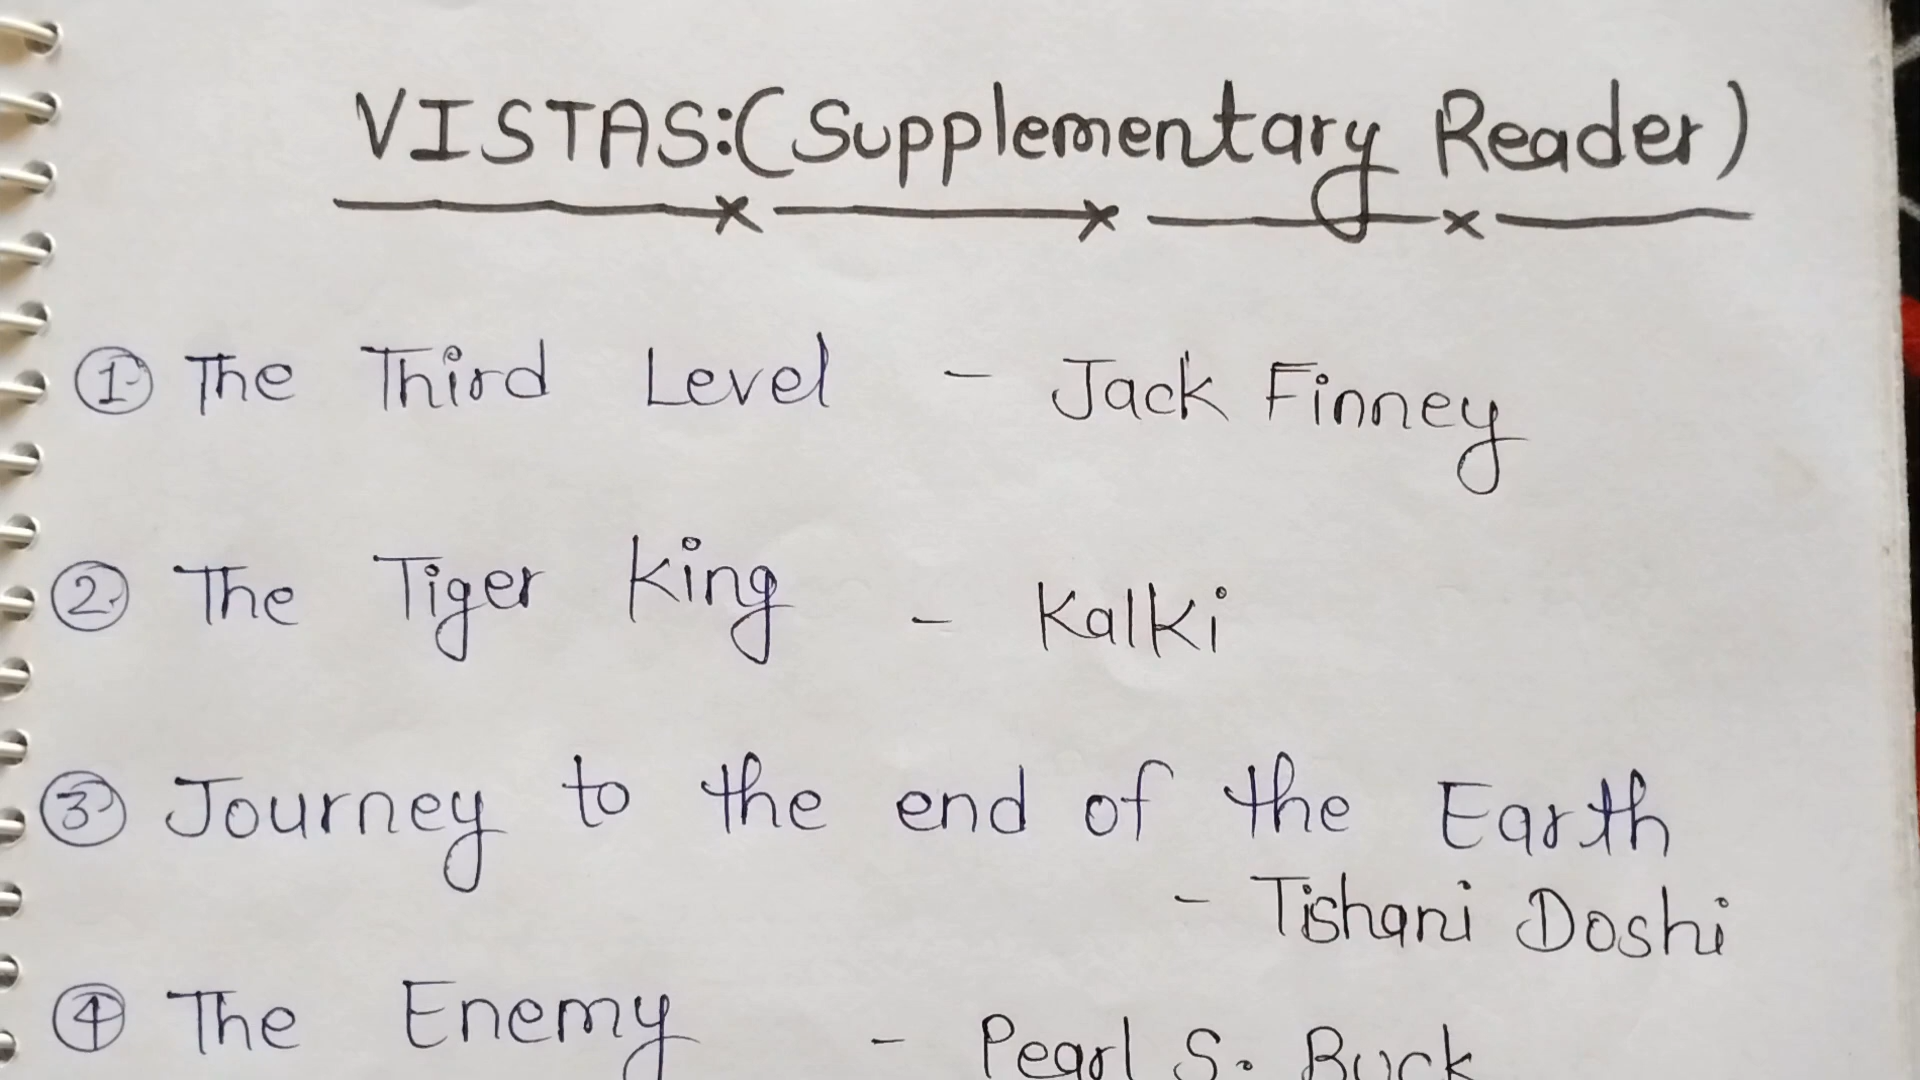 VISTAS:(Supplementary Reader)
1. The Third Level - Jack Finney
2. The Tiger King - Kalki
3. Journey to the end of the Earth
- Tishani Doshi
4 The Enemy - Pearl S. Buck